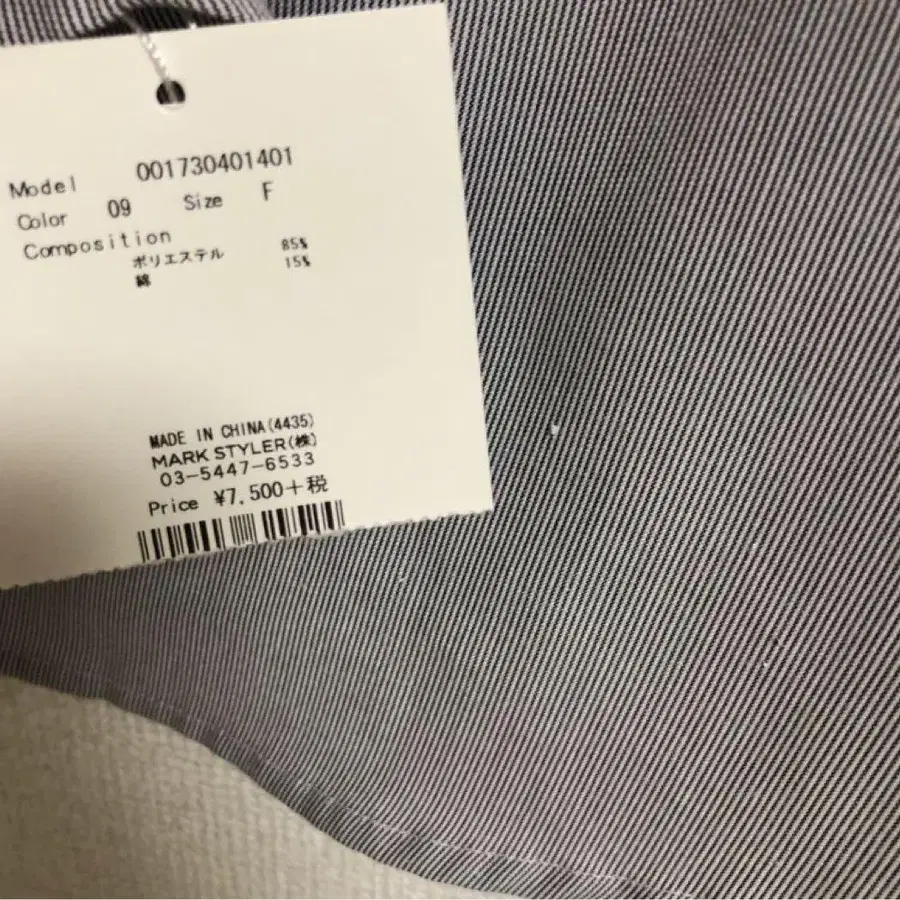 Model 001730401401
Color 09 Size F
Composition
ポリエステル 85%
綿 15%
MADE IN CHINA(4435)
MARK STYLER(株)
03-5447-6533
Price ¥7,500+税